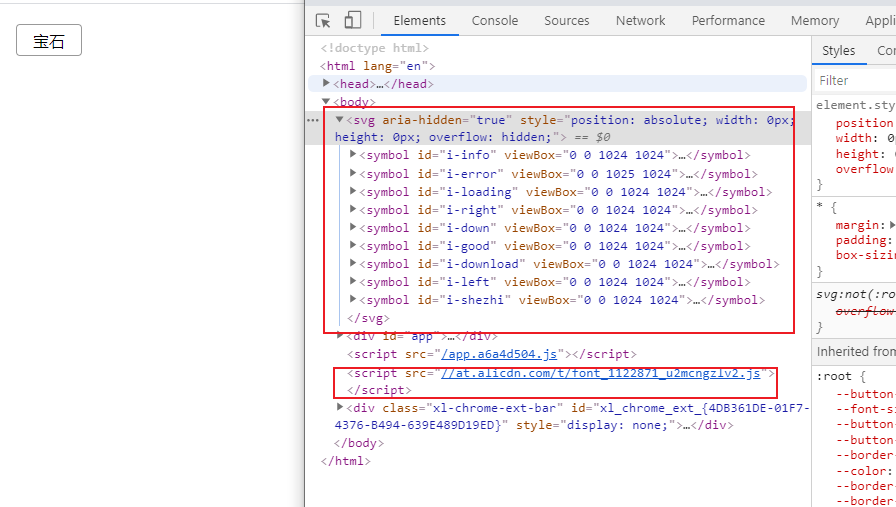 宝石
Elements Console Sources Network Performance Memory Appli
<!doctype html>
<html lang="en">
<head>…</head>
<body>
<svg aria-hidden="true" style="position: absolute; width: 0px;
height: 0px; overflow: hidden;"> == $0
<symbol id="i-info" viewBox="0 0 1024 1024">…</symbol>
<symbol id="i-error" viewBox="0 0 1025 1024">…</symbol>
<symbol id="i-loading" viewBox="0 0 1024 1024">…</symbol>
<symbol id="i-right" viewBox="0 0 1024 1024">…</symbol>
<symbol id="i-down" viewBox="0 0 1024 1024">…</symbol>
<symbol id="i-good" viewBox="0 0 1024 1024">…</symbol>
<symbol id="i-download" viewBox="0 0 1024 1024">…</symbol>
<symbol id="i-left" viewBox="0 0 1024 1024">…</symbol>
<symbol id="i-shezhi" viewBox="0 0 1024 1024">…</symbol>
</svg>
<div id="app">…</div>
<script src="/app.a6a4d504.js"></script>
<script src="//at.alicdn.com/t/font_1122871_u2mcngzlv2.js">
</script>
<div class="xl-chrome-ext-bar" id="xl_chrome_ext_{4DB361DE-01F7-
4376-B494-639E489D19ED}" style="display: none;">…</div>
</body>
</html>
Styles Con
Filter
element.sty
position
width: 0p
height:
overflow
}
* {
margin:
padding:
box-sizin
}
svg:not(:ro
overflow
}
Inherited from
:root {
--button-
--font-si
--button-
--button-
--border-
--color:
--border-
--border-